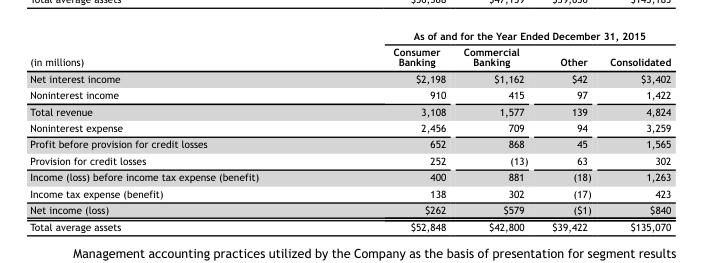 As of and for the Year Ended December 31, 2015
(in millions) Consumer Banking Commercial Banking Other Consolidated
Net interest income $2,198 $1,162 $42 $3,402
Noninterest income 910 415 97 1,422
Total revenue 3,108 1,577 139 4,824
Noninterest expense 2,456 709 94 3,259
Profit before provision for credit losses 652 868 45 1,565
Provision for credit losses 252 (13) 63 302
Income (loss) before income tax expense (benefit) 400 881 (18) 1,263
Income tax expense (benefit) 138 302 (17) 423
Net income (loss) $262 $579 ($1) $840
Total average assets $52,848 $42,800 $39,422 $135,070
Management accounting practices utilized by the Company as the basis of presentation for segment results